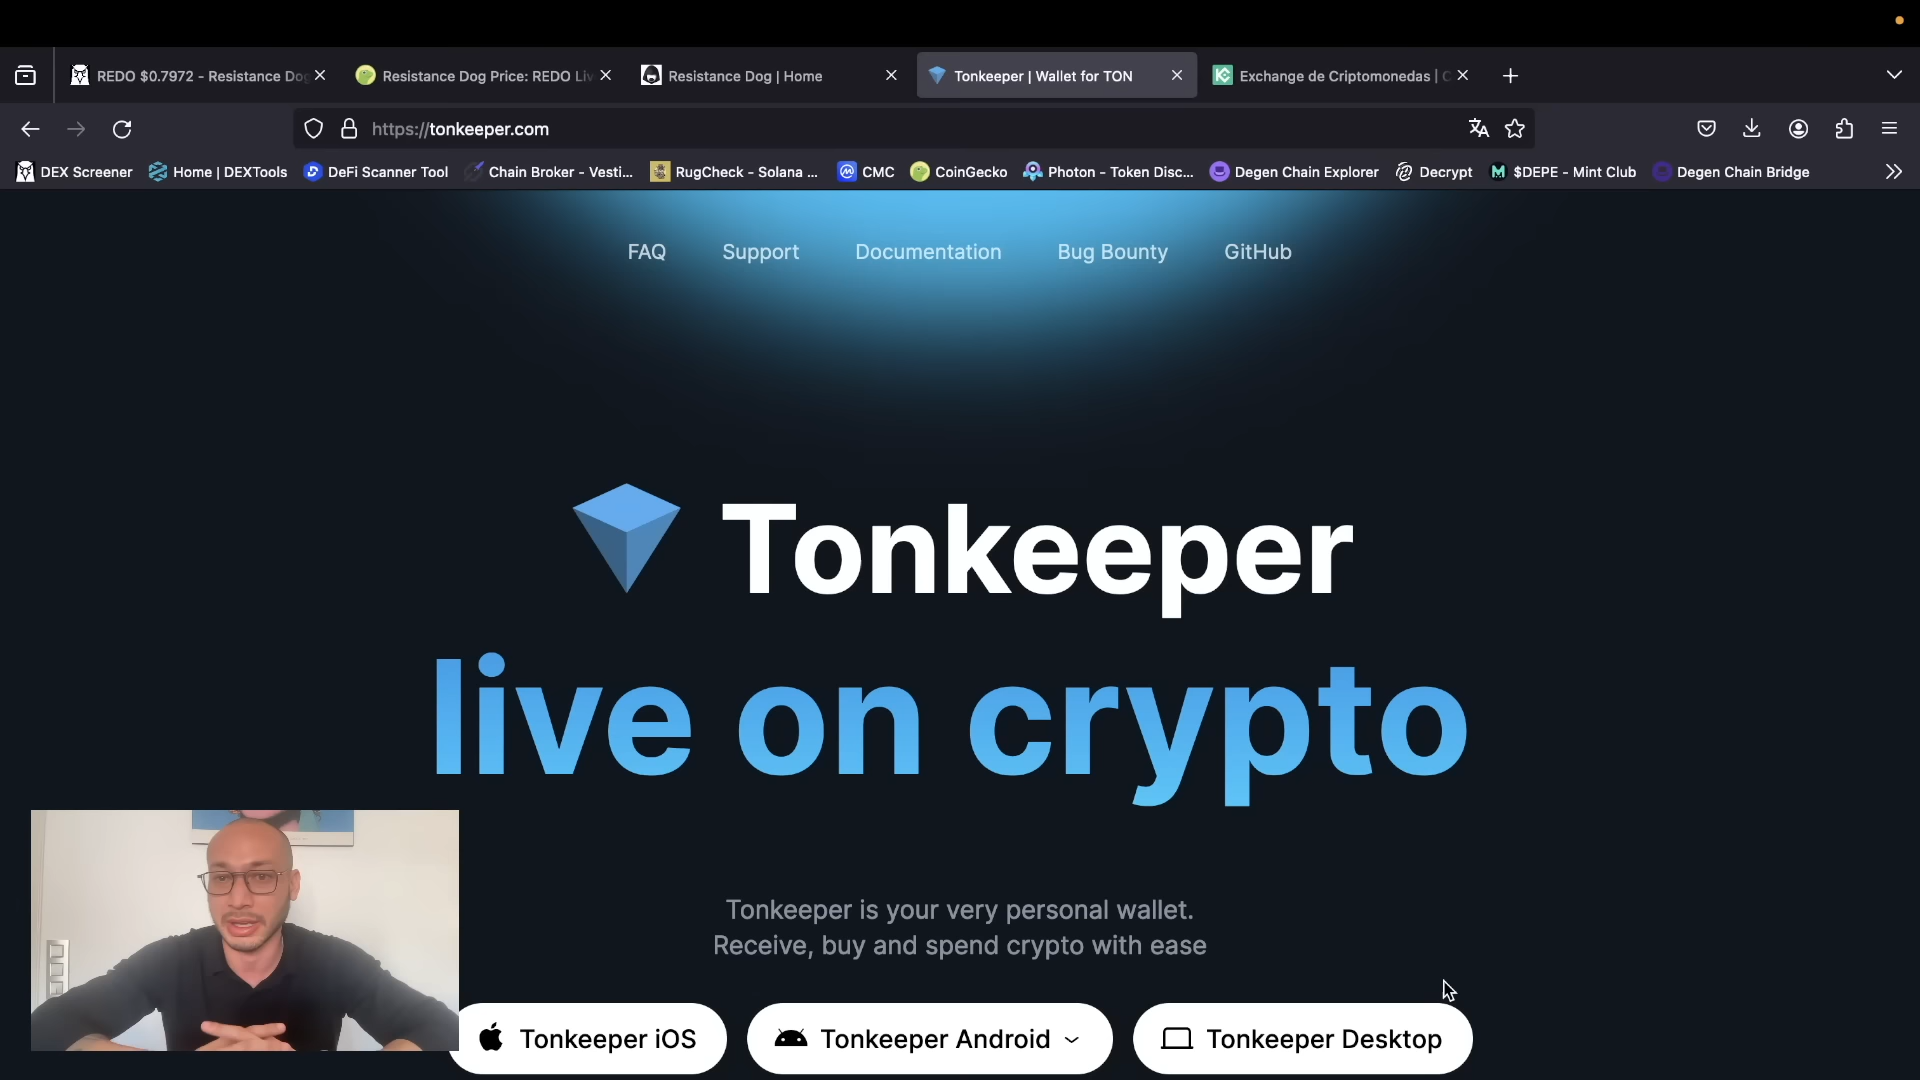 REDO $0.7972 - Resistance Dog
Resistance Dog Price: REDO Liv
Resistance Dog | Home
Tonkeeper | Wallet for TON
Exchange de Criptomonedas | C
https://tonkeeper.com
DEX Screener
Home | DEXTools
DeFi Scanner Tool
Chain Broker - Vesti...
RugCheck - Solana ...
CMC
CoinGecko
Photon - Token Disc...
Degen Chain Explorer
Decrypt
$DEPE - Mint Club
Degen Chain Bridge
FAQ
Support
Documentation
Bug Bounty
GitHub
Tonkeeper
live on crypto
Tonkeeper is your very personal wallet.
Receive, buy and spend crypto with ease
Tonkeeper iOS
Tonkeeper Android
Tonkeeper Desktop